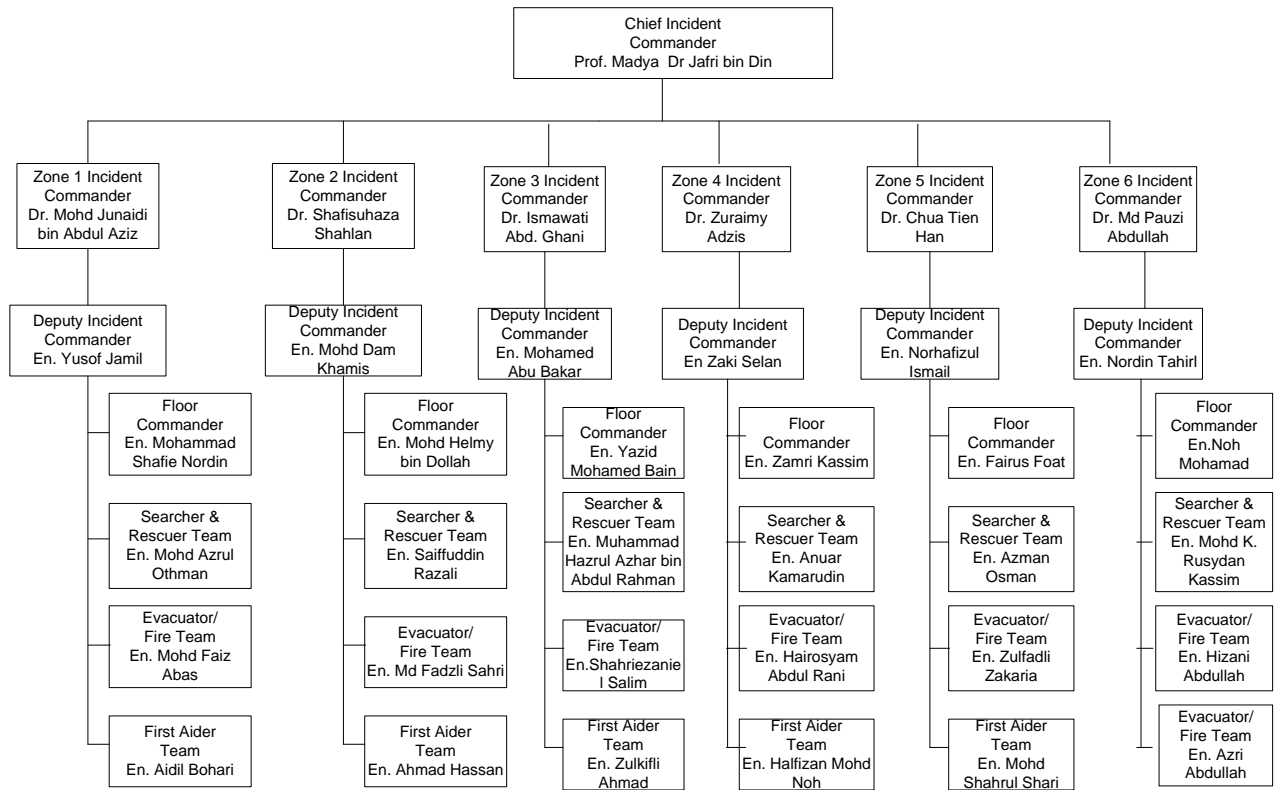 Chief Incident
Commander
Prof. Madya Dr Jafri bin Din
Zone 1 Incident
Commander
Dr. Mohd Junaidi
bin Abdul Aziz
Zone 2 Incident
Commander
Dr. Shafisuhaza
Shahlan
Zone 3 Incident
Commander
Dr. Ismawati
Abd. Ghani
Zone 4 Incident
Commander
Dr. Zuraimy
Adzis
Zone 5 Incident
Commander
Dr. Chua Tien
Han
Zone 6 Incident
Commander
Dr. Md Pauzi
Abdullah
Deputy Incident
Commander
En. Yusof Jamil
Deputy Incident
Commander
En. Mohd Dam
Khamis
Deputy Incident
Commander
En. Mohamed
Abu Bakar
Deputy Incident
Commander
En Zaki Selan
Deputy Incident
Commander
En. Norhafizul
Ismail
Deputy Incident
Commander
En. Nordin Tahirl
Floor
Commander
En. Mohammad
Shafie Nordin
Floor
Commander
En. Mohd Helmy
bin Dollah
Floor
Commander
En. Yazid
Mohamed Bain
Floor
Commander
En. Zamri Kassim
Floor
Commander
En. Fairus Foat
Floor
Commander
En.Noh
Mohamad
Searcher &
Rescuer Team
En. Mohd Azrul
Othman
Searcher &
Rescuer Team
En. Saiffuddin
Razali
Searcher &
Rescuer Team
En. Muhammad
Hazrul Azhar bin
Abdul Rahman
Searcher &
Rescuer Team
En. Anuar
Kamarudin
Searcher &
Rescuer Team
En. Azman
Osman
Searcher &
Rescuer Team
En. Mohd K.
Rusydan
Kassim
Evacuator/
Fire Team
En. Mohd Faiz
Abas
Evacuator/
Fire Team
En. Md Fadzli Sahri
Evacuator/
Fire Team
En.Shahriezanie
l Salim
Evacuator/
Fire Team
En. Hairosyam
Abdul Rani
Evacuator/
Fire Team
En. Zulfadli
Zakaria
Evacuator/
Fire Team
En. Hizani
Abdullah
First Aider
Team
En. Aidil Bohari
First Aider
Team
En. Ahmad Hassan
First Aider
Team
En. Zulkifli
Ahmad
First Aider
Team
En. Halfizan Mohd
Noh
First Aider
Team
En. Mohd
Shahrul Shari
Evacuator/
Fire Team
En. Azri
Abdullah